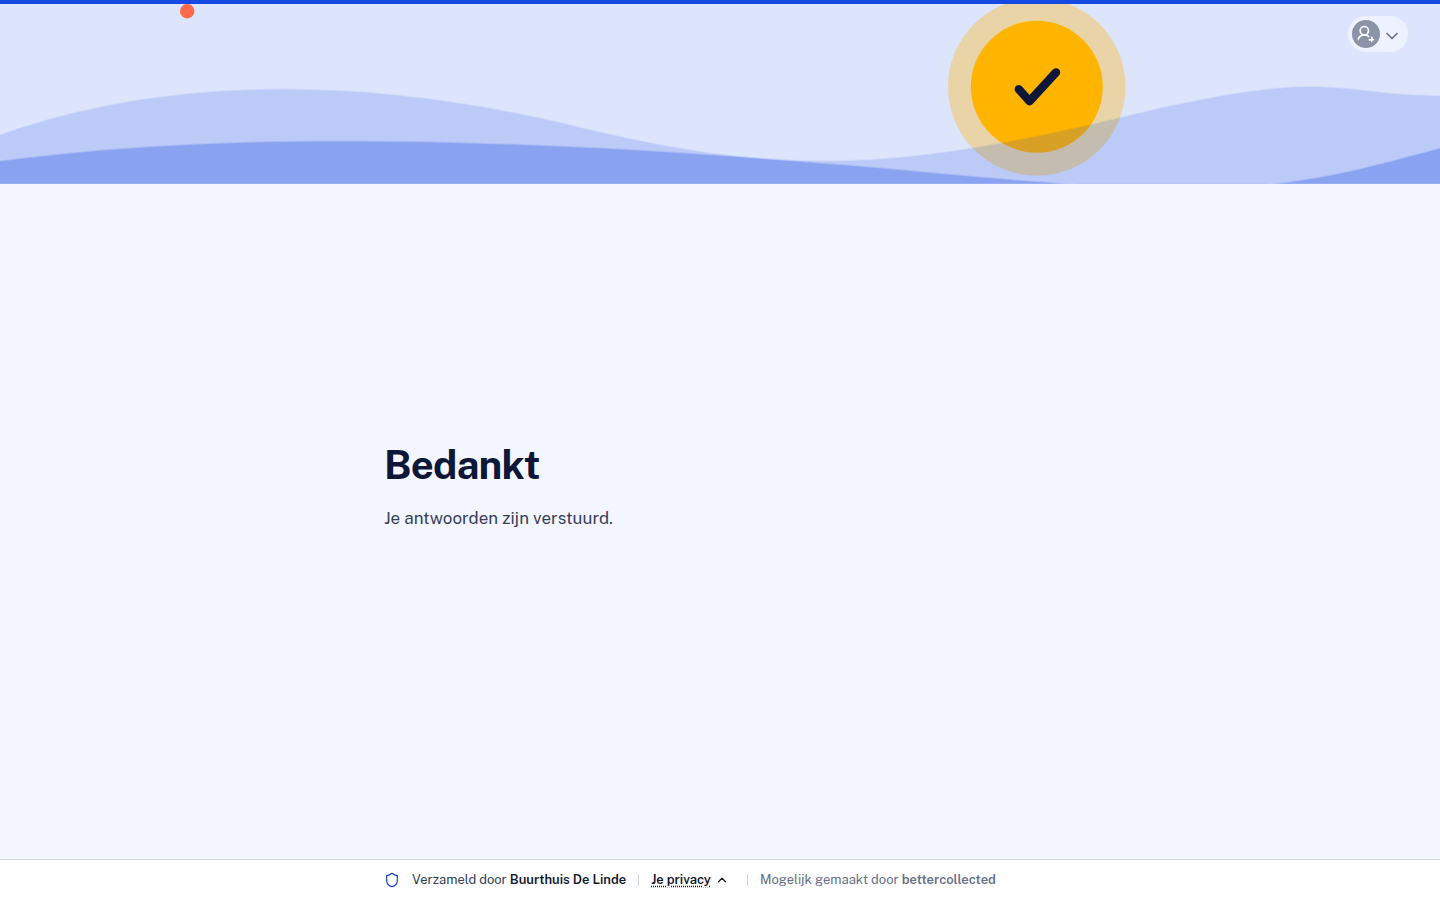 Bedankt
Je antwoorden zijn verstuurd.
Verzameld door Buurthuis De Linde
Je privacy
Mogelijk gemaakt door bettercollected